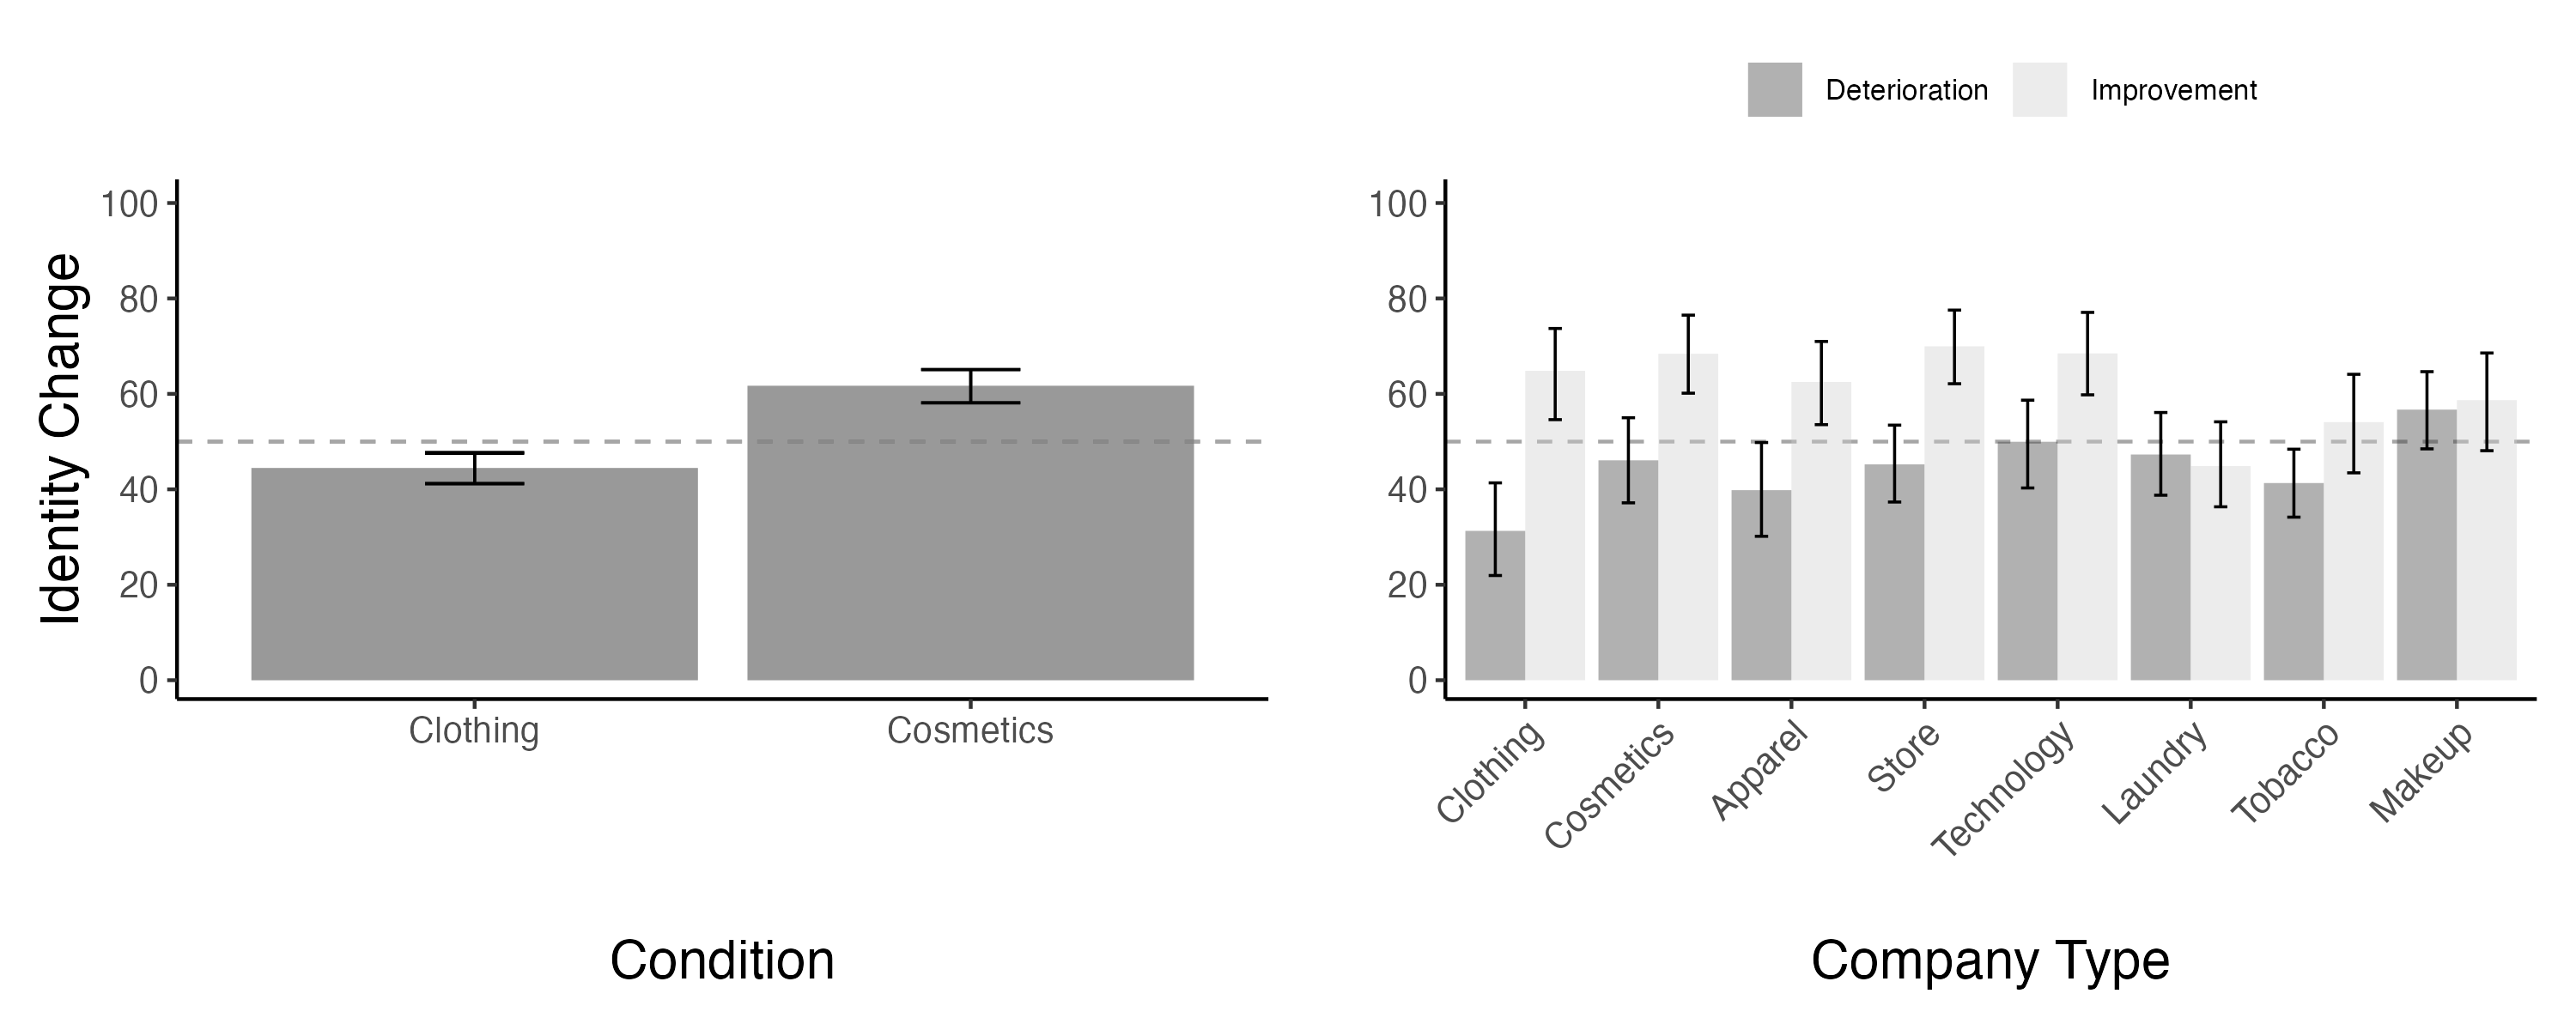 Deterioration
Improvement
Identity Change
100
80
60
40
20
0
Clothing
Cosmetics
Condition
100
80
60
40
20
0
Clothing
Cosmetics
Apparel
Store
Technology
Laundry
Tobacco
Makeup
Company Type